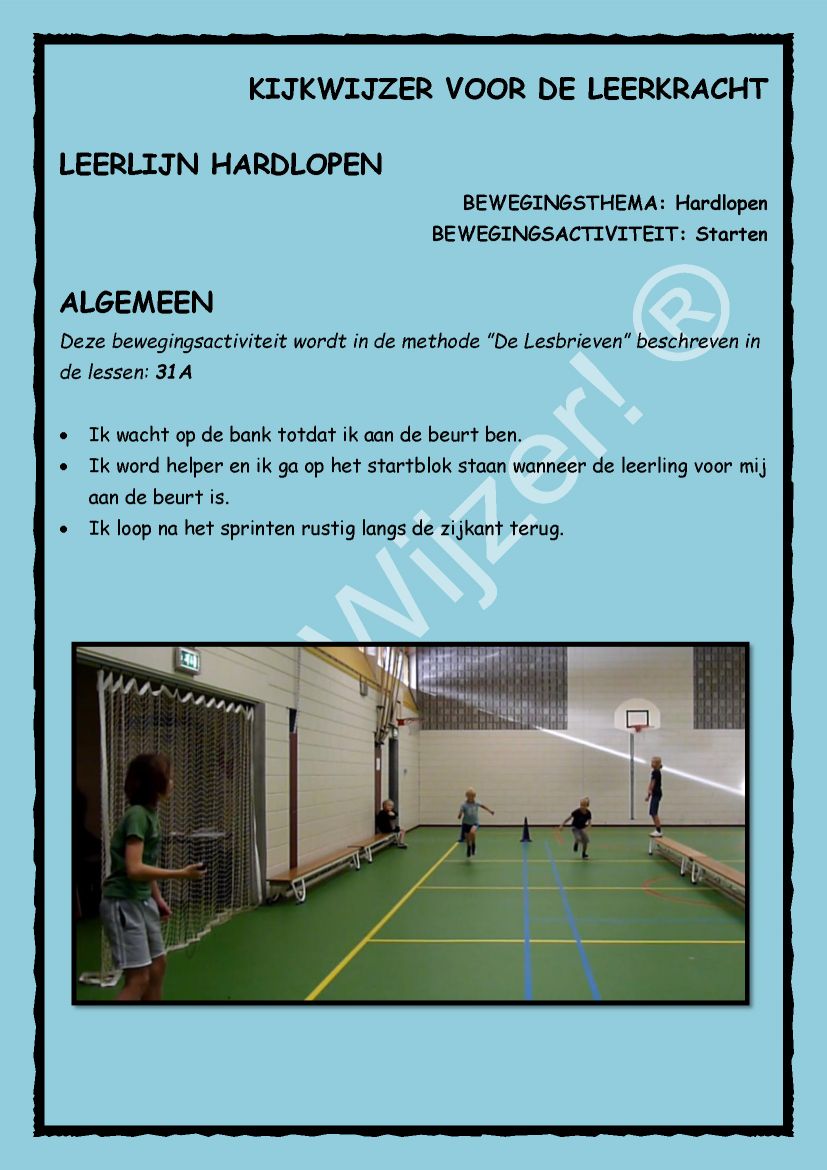 KIJKWIJZER VOOR DE LEERKRACHT
LEERLIJN HARDLOPEN
BEWEGINGSTHEMA: Hardlopen
BEWEGINGSACTIVITEIT: Starten
ALGEMEEN
Deze bewegingsactiviteit wordt in de methode "De Lesbrieven" beschreven in
de lessen: 31A
• Ik wacht op de bank totdat ik aan de beurt ben.
• Ik word helper en ik ga op het startblok staan wanneer de leerling voor mij
aan de beurt is.
• Ik loop na het sprinten rustig langs de zijkant terug.
Wijzer! ®